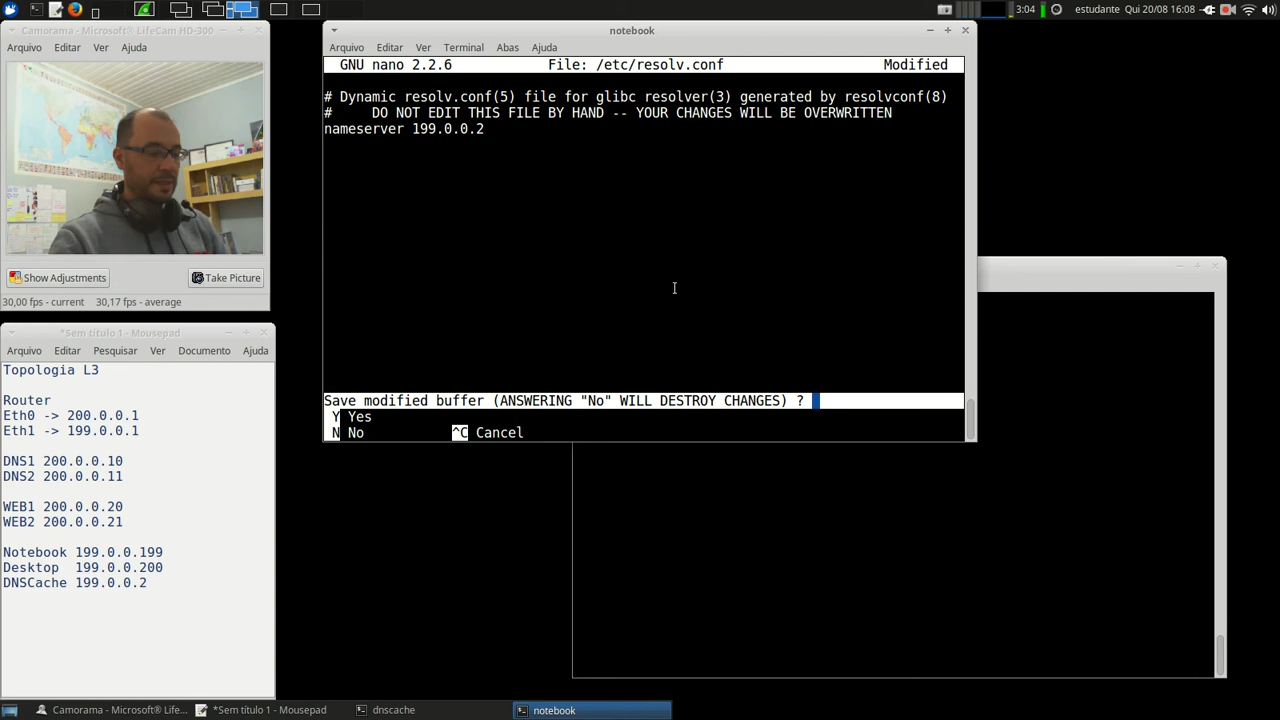 3:04 estudante Qui 20/08 16:08
Camorama - Microsoft® LifeCam HD-300
Arquivo Editar Ver Ajuda
Show Adjustments Take Picture
30,00 fps - current 30,17 fps - average
*Sem título 1 - Mousepad
Arquivo Editar Pesquisar Ver Documento Ajuda
Topologia L3
Router
Eth0 -> 200.0.0.1
Eth1 -> 199.0.0.1
DNS1 200.0.0.10
DNS2 200.0.0.11
WEB1 200.0.0.20
WEB2 200.0.0.21
Notebook 199.0.0.199
Desktop 199.0.0.200
DNSCache 199.0.0.2
notebook
Arquivo Editar Ver Terminal Abas Ajuda
GNU nano 2.2.6 File: /etc/resolv.conf Modified
# Dynamic resolv.conf(5) file for glibc resolver(3) generated by resolvconf(8)
# DO NOT EDIT THIS FILE BY HAND -- YOUR CHANGES WILL BE OVERWRITTEN
nameserver 199.0.0.2
Save modified buffer (ANSWERING "No" WILL DESTROY CHANGES) ?
Y Yes
N No ^C Cancel
Camorama - Microsoft® Life... *Sem título 1 - Mousepad dnscache notebook